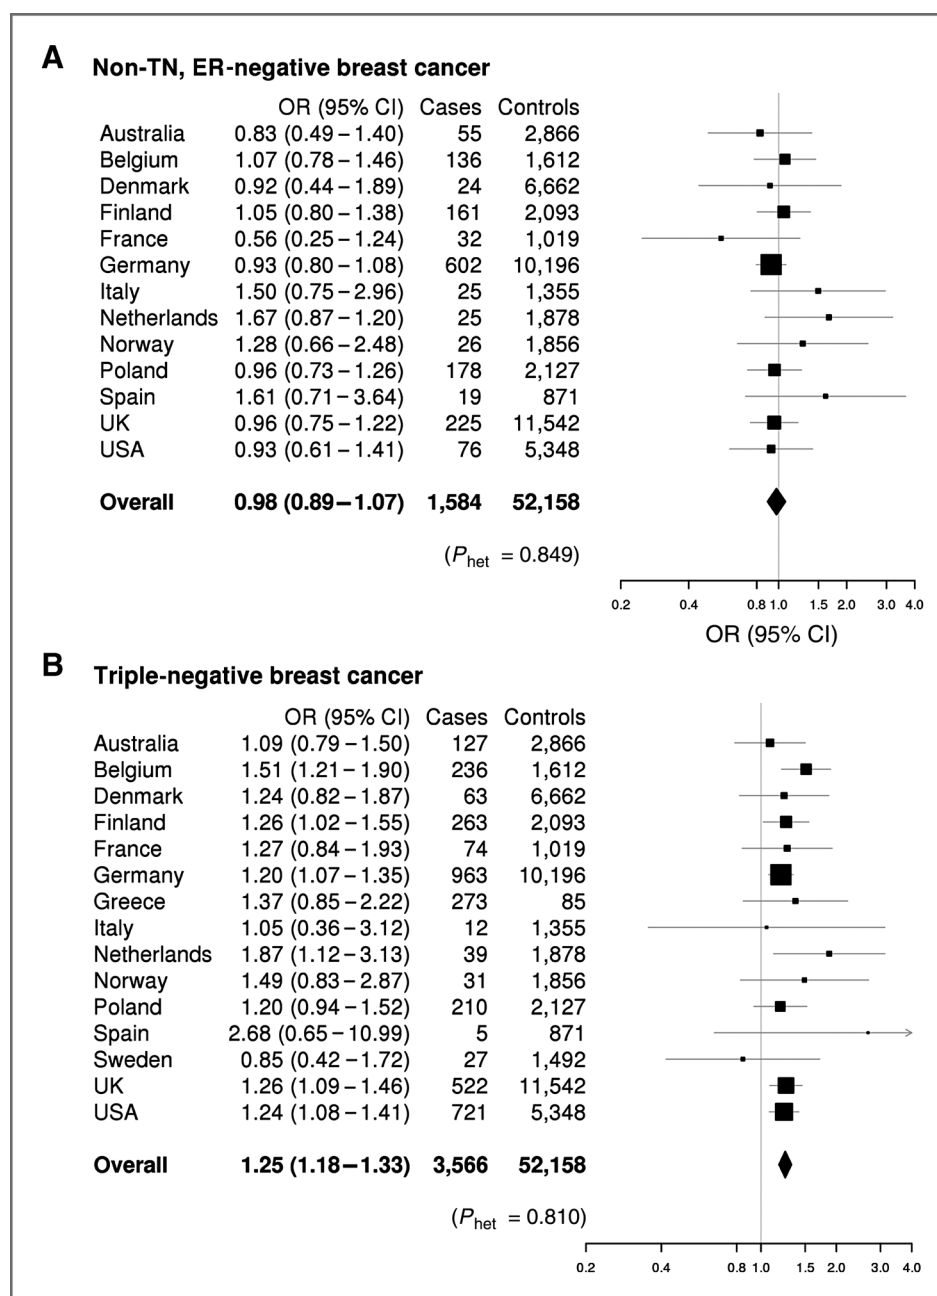 A
Non-TN, ER-negative breast cancer
OR (95% CI) Cases Controls
Australia 0.83 (0.49 – 1.40) 55 2,866
Belgium 1.07 (0.78 – 1.46) 136 1,612
Denmark 0.92 (0.44 – 1.89) 24 6,662
Finland 1.05 (0.80 – 1.38) 161 2,093
France 0.56 (0.25 – 1.24) 32 1,019
Germany 0.93 (0.80 – 1.08) 602 10,196
Italy 1.50 (0.75 – 2.96) 25 1,355
Netherlands 1.67 (0.87 – 1.20) 25 1,878
Norway 1.28 (0.66 – 2.48) 26 1,856
Poland 0.96 (0.73 – 1.26) 178 2,127
Spain 1.61 (0.71 – 3.64) 19 871
UK 0.96 (0.75 – 1.22) 225 11,542
USA 0.93 (0.61 – 1.41) 76 5,348
Overall 0.98 (0.89 – 1.07) 1,584 52,158
(Phet = 0.849)
0.2 0.4 0.8 1.0 1.5 2.0 3.0 4.0
OR (95% CI)
B
Triple-negative breast cancer
OR (95% CI) Cases Controls
Australia 1.09 (0.79 – 1.50) 127 2,866
Belgium 1.51 (1.21 – 1.90) 236 1,612
Denmark 1.24 (0.82 – 1.87) 63 6,662
Finland 1.26 (1.02 – 1.55) 263 2,093
France 1.27 (0.84 – 1.93) 74 1,019
Germany 1.20 (1.07 – 1.35) 963 10,196
Greece 1.37 (0.85 – 2.22) 273 85
Italy 1.05 (0.36 – 3.12) 12 1,355
Netherlands 1.87 (1.12 – 3.13) 39 1,878
Norway 1.49 (0.83 – 2.87) 31 1,856
Poland 1.20 (0.94 – 1.52) 210 2,127
Spain 2.68 (0.65 – 10.99) 5 871
Sweden 0.85 (0.42 – 1.72) 27 1,492
UK 1.26 (1.09 – 1.46) 522 11,542
USA 1.24 (1.08 – 1.41) 721 5,348
Overall 1.25 (1.18 – 1.33) 3,566 52,158
(Phet = 0.810)
0.2 0.4 0.8 1.0 1.5 2.0 3.0 4.0